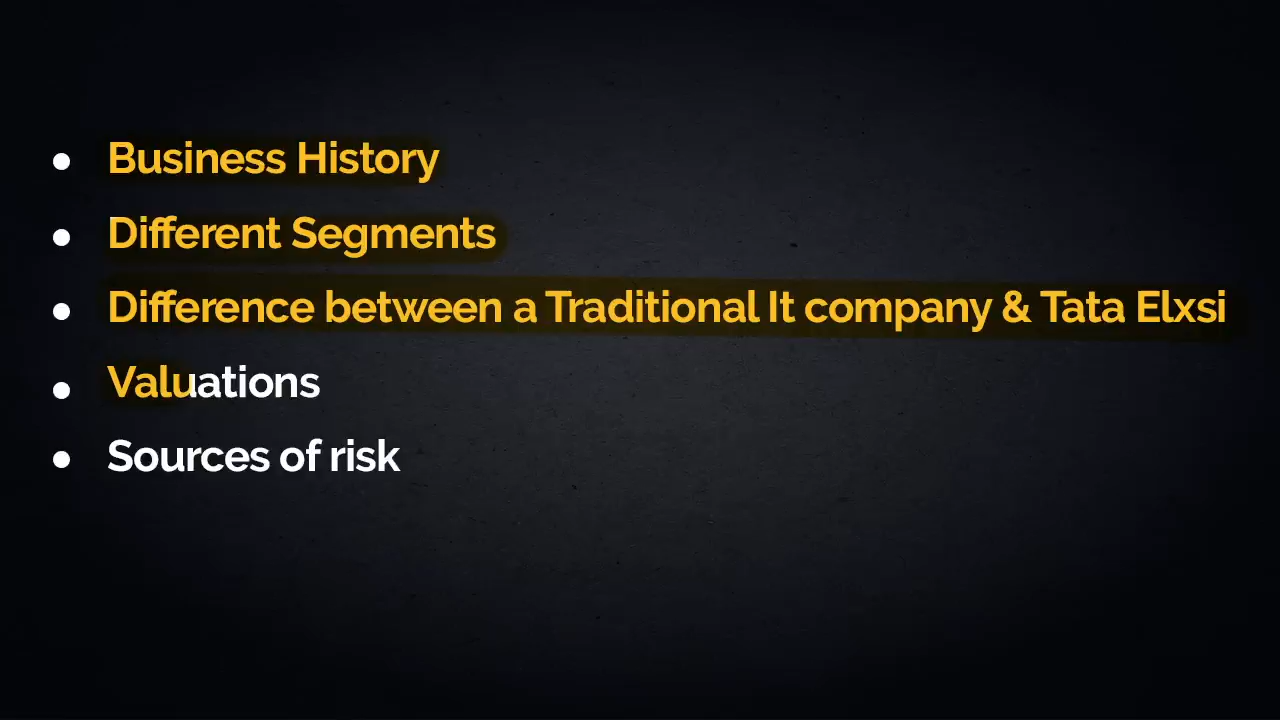 Business History
Different Segments
Difference between a Traditional It company & Tata Elxsi
Valuations
Sources of risk